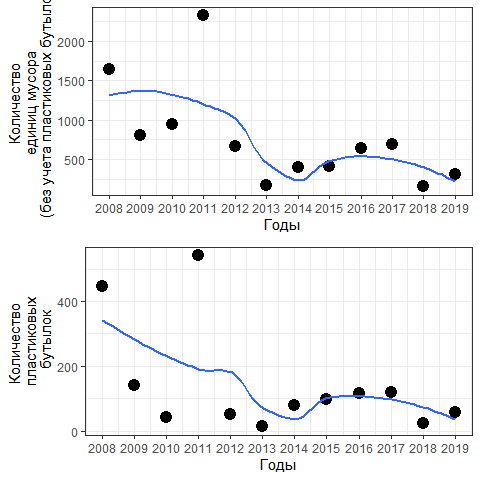 Количество
единиц мусора
(без учета пластиковых бутылок
2000
1500
1000
500
2008 2009 2010 2011 2012 2013 2014 2015 2016 2017 2018 2019
Годы
Количество
пластиковых
бутылок
400
200
0
2008 2009 2010 2011 2012 2013 2014 2015 2016 2017 2018 2019
Годы